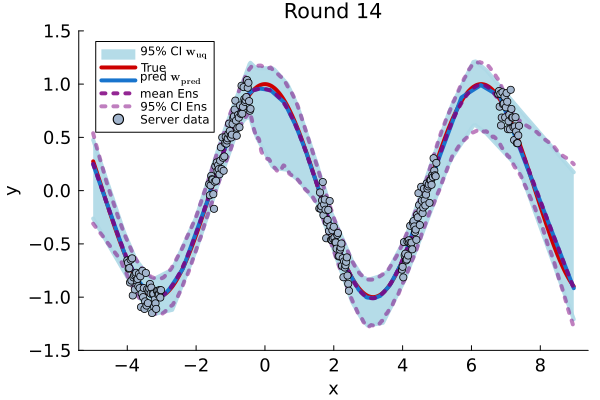 Round 14
1.5
1.0
0.5
0.0
−0.5
−1.0
−1.5
y
95% CI w_uq
True
pred w_pred
mean Ens
95% CI Ens
Server data
−4 −2 0 2 4 6 8
x